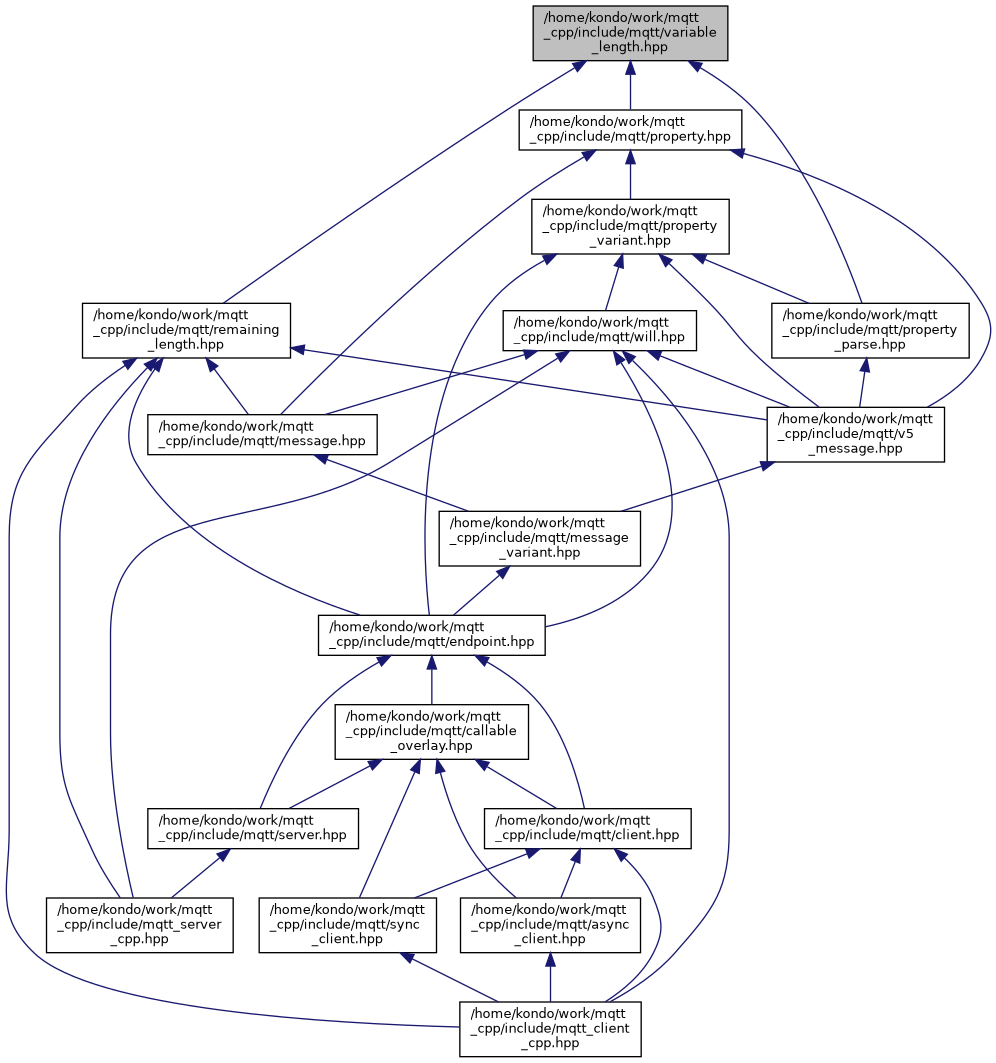 /home/kondo/work/mqtt
_cpp/include/mqtt/variable
_length.hpp
/home/kondo/work/mqtt
_cpp/include/mqtt/property.hpp
/home/kondo/work/mqtt
_cpp/include/mqtt/property
_variant.hpp
/home/kondo/work/mqtt
_cpp/include/mqtt/remaining
_length.hpp
/home/kondo/work/mqtt
_cpp/include/mqtt/will.hpp
/home/kondo/work/mqtt
_cpp/include/mqtt/property
_parse.hpp
/home/kondo/work/mqtt
_cpp/include/mqtt/message.hpp
/home/kondo/work/mqtt
_cpp/include/mqtt/v5
_message.hpp
/home/kondo/work/mqtt
_cpp/include/mqtt/message
_variant.hpp
/home/kondo/work/mqtt
_cpp/include/mqtt/endpoint.hpp
/home/kondo/work/mqtt
_cpp/include/mqtt/callable
_overlay.hpp
/home/kondo/work/mqtt
_cpp/include/mqtt/server.hpp
/home/kondo/work/mqtt
_cpp/include/mqtt/client.hpp
/home/kondo/work/mqtt
_cpp/include/mqtt_server
_cpp.hpp
/home/kondo/work/mqtt
_cpp/include/mqtt/sync
_client.hpp
/home/kondo/work/mqtt
_cpp/include/mqtt/async
_client.hpp
/home/kondo/work/mqtt
_cpp/include/mqtt_client
_cpp.hpp